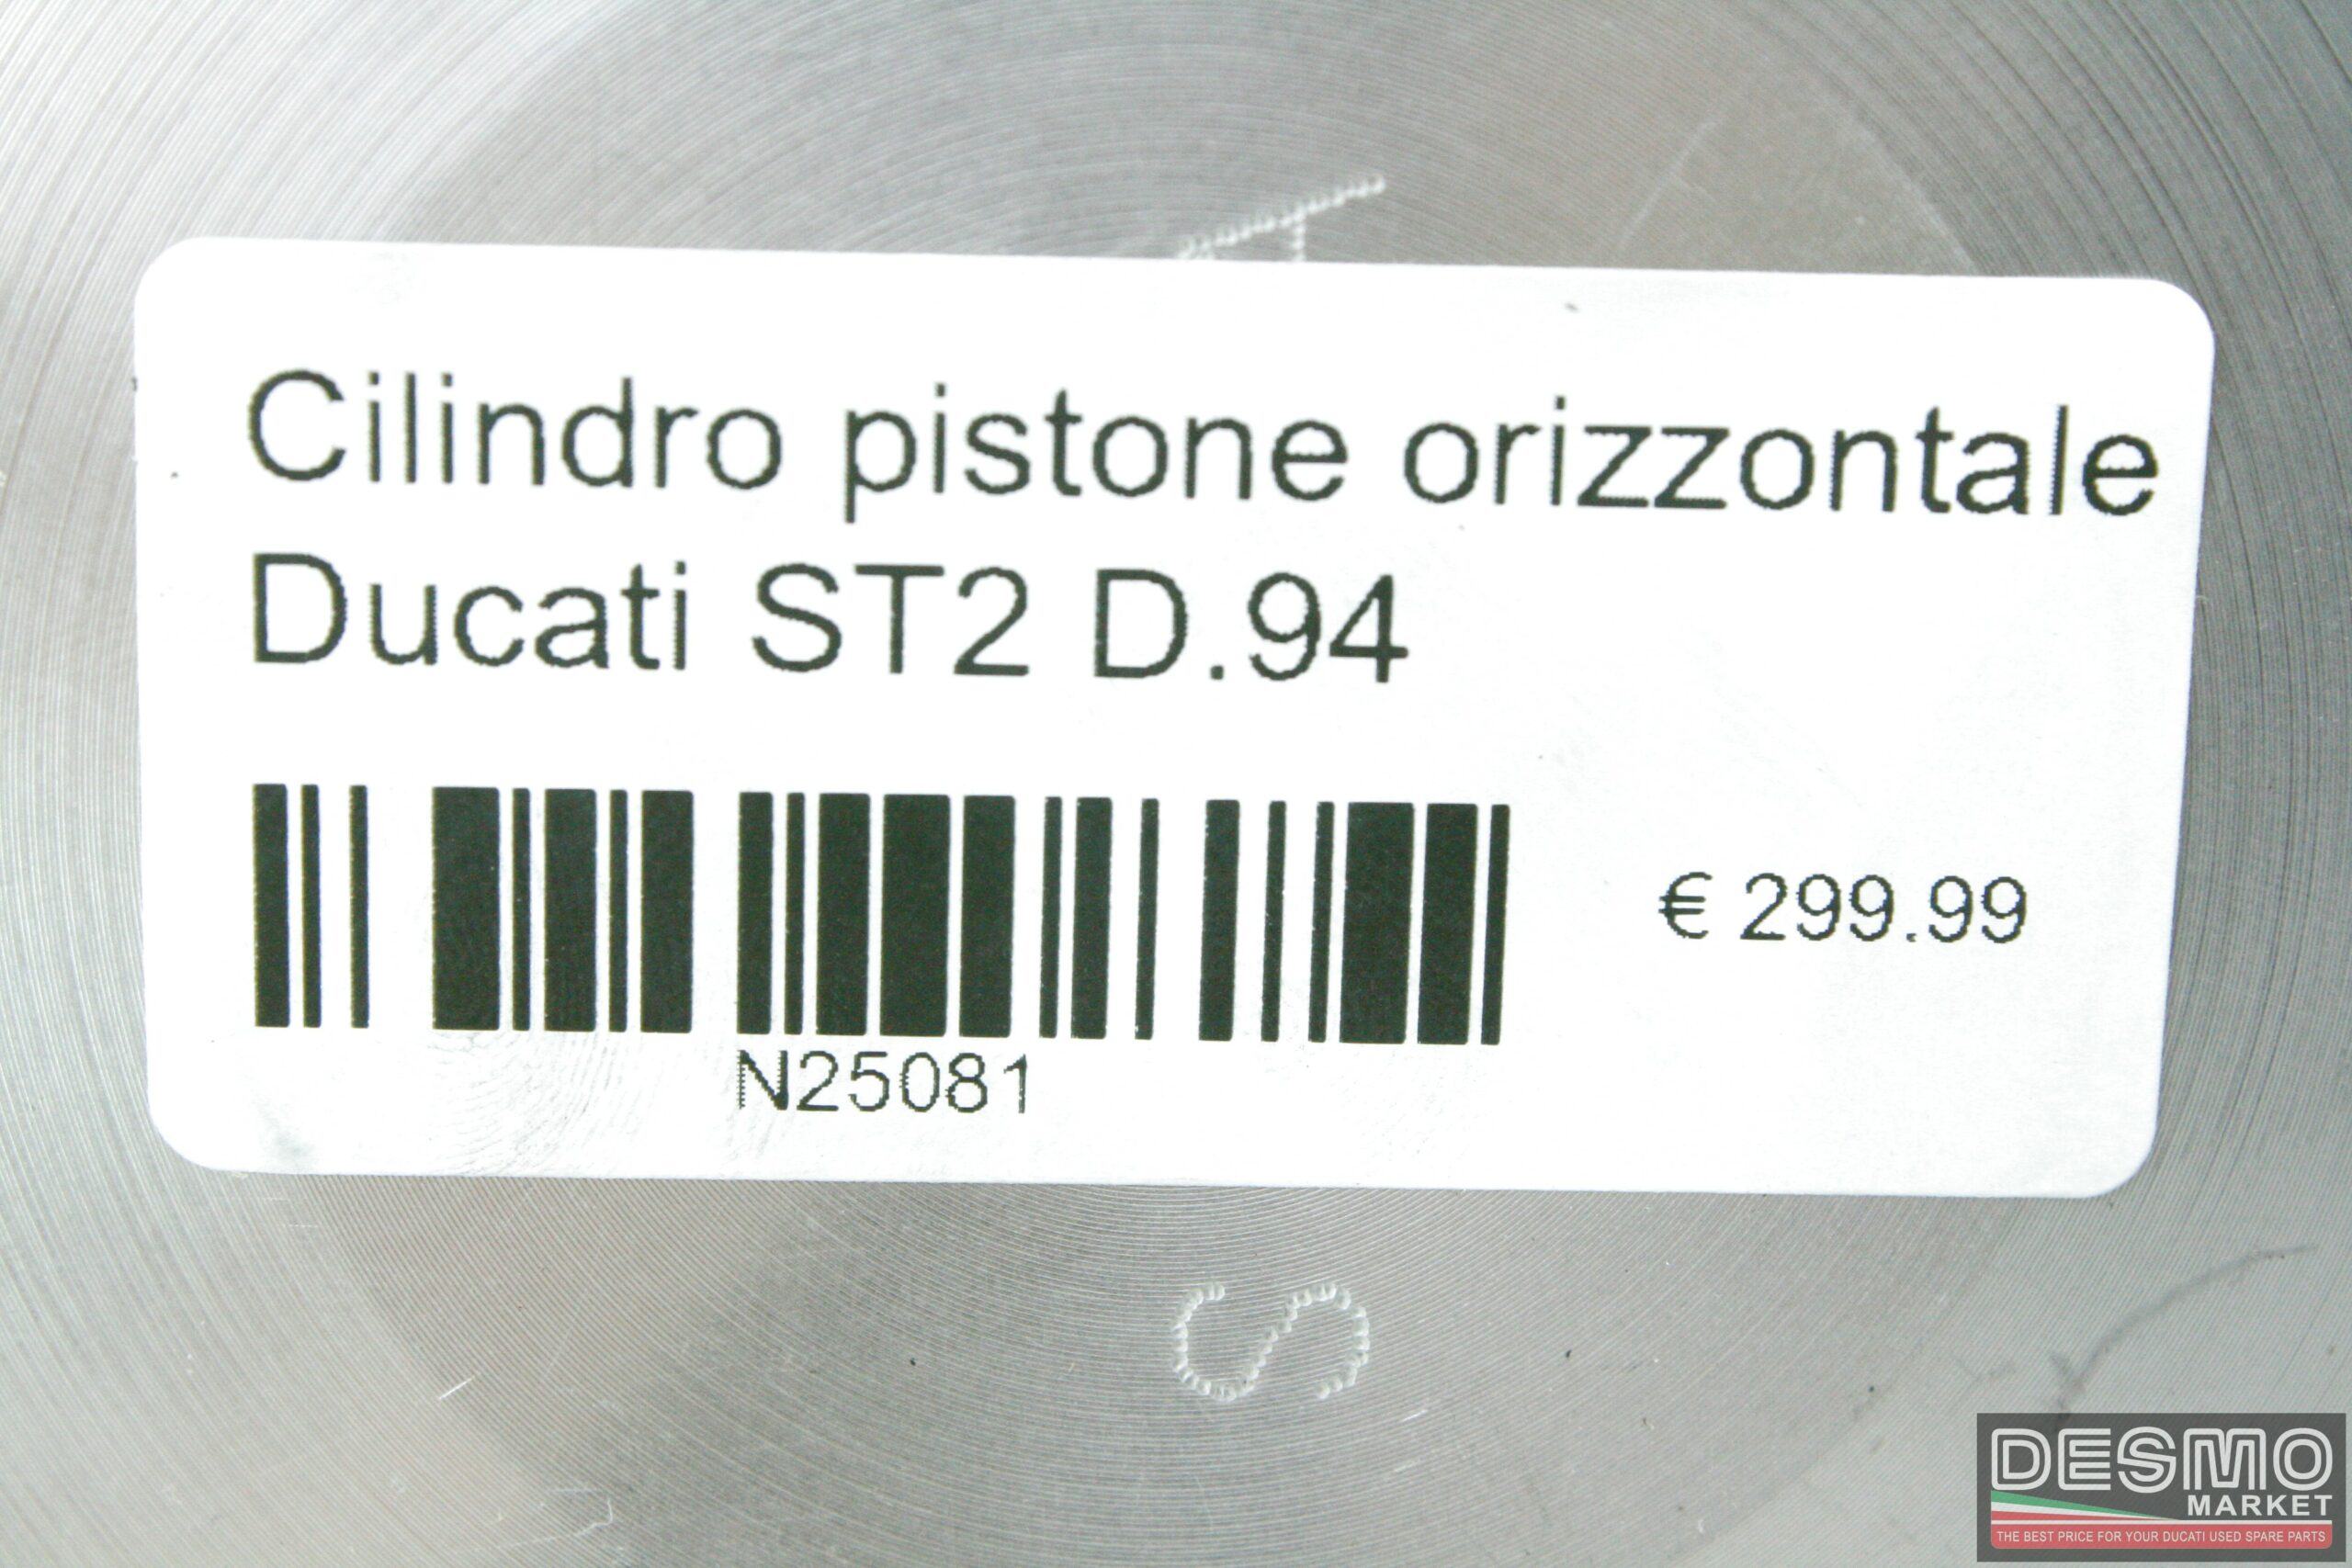 Cilindro pistone orizzontale
Ducati ST2 D.94
€ 299.99
N25081
S
DESMO
MARKET
THE BEST PRICE FOR YOUR DUCATI USED SPARE PARTS